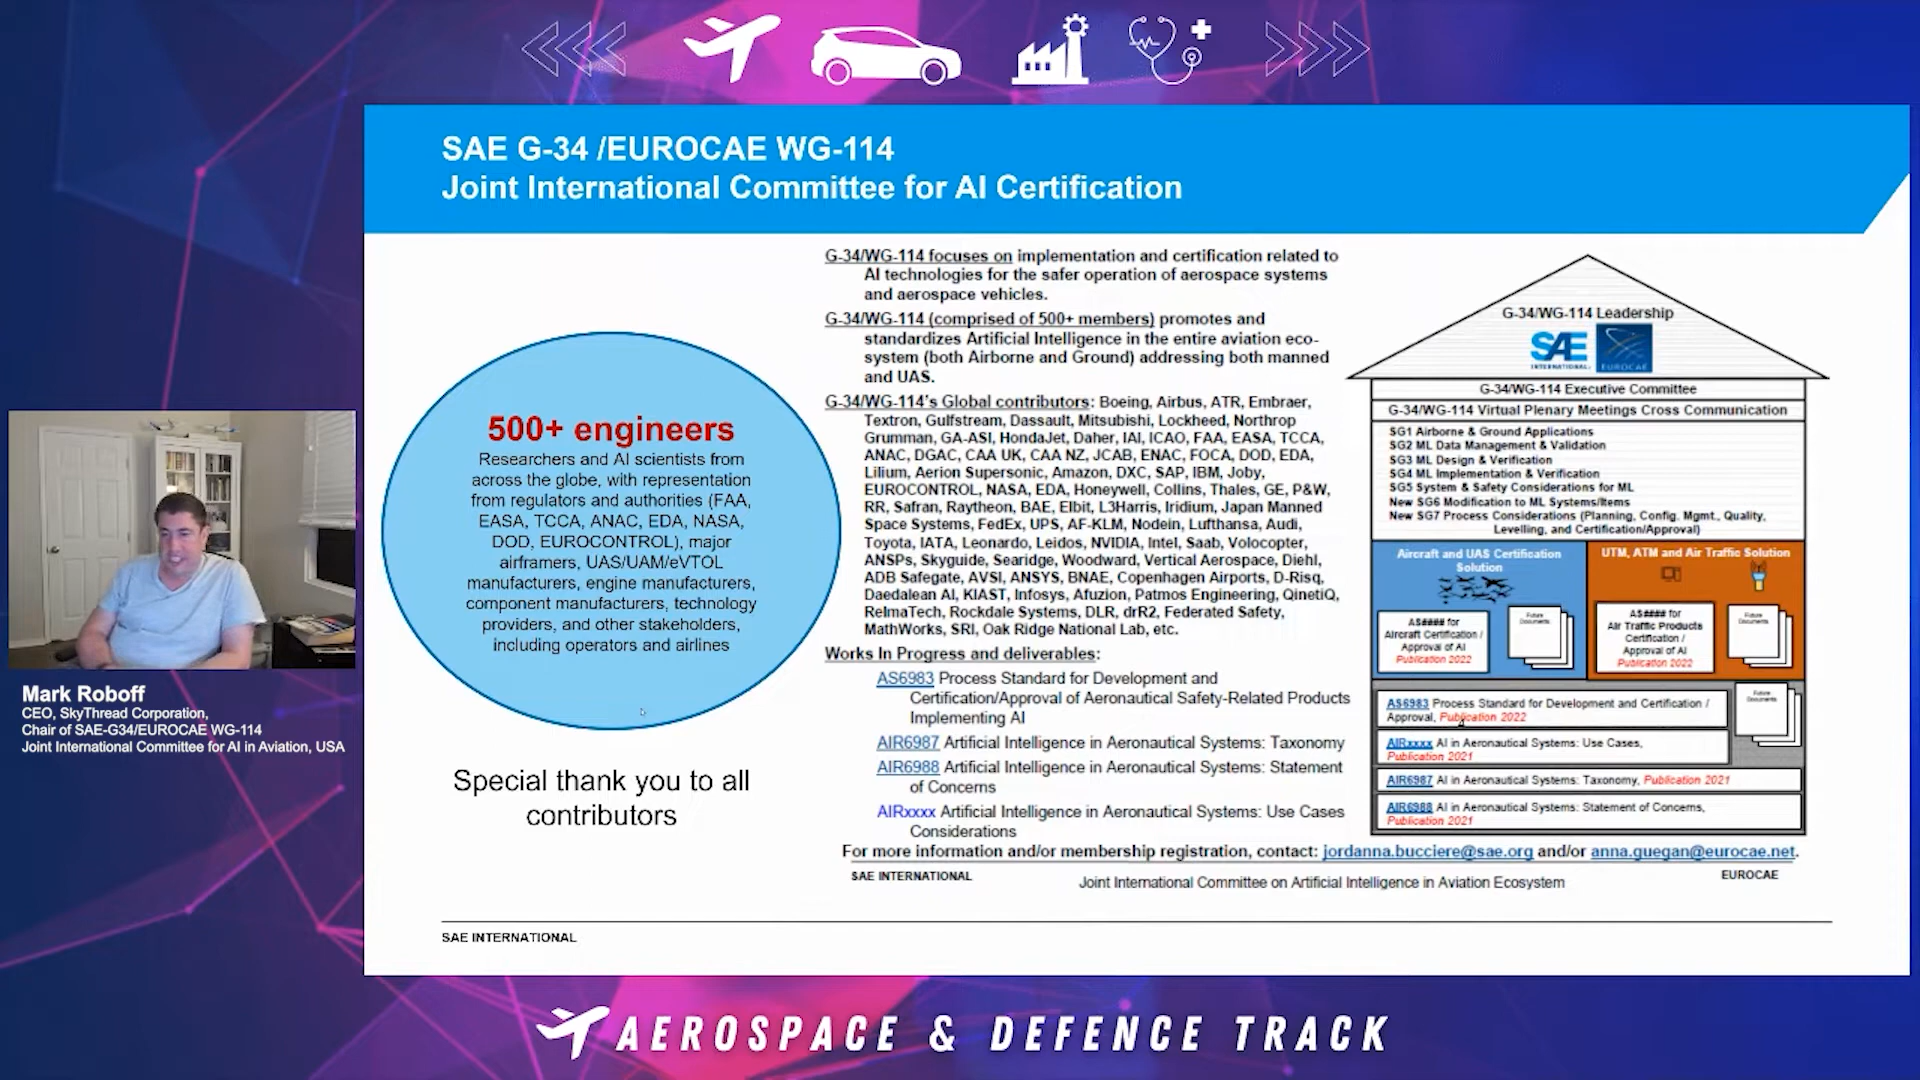 SAE G-34 /EUROCAE WG-114
Joint International Committee for AI Certification
500+ engineers
Researchers and AI scientists from
across the globe, with representation
from regulators and authorities (FAA,
EASA, TCCA, ANAC, EDA, NASA,
DOD, EUROCONTROL), major
airframers, UAS/UAM/eVTOL
manufacturers, engine manufacturers,
component manufacturers, technology
providers, and other stakeholders,
including operators and airlines
Special thank you to all
contributors
G-34/WG-114 focuses on implementation and certification related to
AI technologies for the safer operation of aerospace systems
and aerospace vehicles.
G-34/WG-114 (comprised of 500+ members) promotes and
standardizes Artificial Intelligence in the entire aviation eco-
system (both Airborne and Ground) addressing both manned
and UAS.
G-34/WG-114's Global contributors: Boeing, Airbus, ATR, Embraer,
Textron, Gulfstream, Dassault, Mitsubishi, Lockheed, Northrop
Grumman, GA-ASI, HondaJet, Daher, IAI, ICAO, FAA, EASA, TCCA,
ANAC, DGAC, CAA UK, CAA NZ, JCAB, ENAC, FOCA, DOD, EDA,
Lilium, Aerion Supersonic, Amazon, DXC, SAP, IBM, Joby,
EUROCONTROL, NASA, EDA, Honeywell, Collins, Thales, GE, P&W,
RR, Safran, Raytheon, BAE, Elbit, L3Harris, Iridium, Japan Manned
Space Systems, FedEx, UPS, AF-KLM, Nodein, Lufthansa, Audi,
Toyota, IATA, Leonardo, Leidos, NVIDIA, Intel, Saab, Volocopter,
ANSPs, Skyguide, Searidge, Woodward, Vertical Aerospace, Diehl,
ADB Safegate, AVSI, ANSYS, BNAE, Copenhagen Airports, D-Risq,
Daedalean AI, KIAST, Infosys, Afuzion, Patmos Engineering, QinetiQ,
RelmaTech, Rockdale Systems, DLR, drR2, Federated Safety,
MathWorks, SRI, Oak Ridge National Lab, etc.
Works In Progress and deliverables:
AS6983 Process Standard for Development and
Certification/Approval of Aeronautical Safety-Related Products
Implementing AI
AIR6987 Artificial Intelligence in Aeronautical Systems: Taxonomy
AIR6988 Artificial Intelligence in Aeronautical Systems: Statement
of Concerns
AIRxxxx Artificial Intelligence in Aeronautical Systems: Use Cases
Considerations
G-34/WG-114 Leadership
SAE
INTERNATIONAL
EUROCAE
G-34/WG-114 Executive Committee
G-34/WG-114 Virtual Plenary Meetings Cross Communication
SG1 Airborne & Ground Applications
SG2 ML Data Management & Validation
SG3 ML Design & Verification
SG4 ML Implementation & Verification
SG5 System & Safety Considerations for ML
New SG6 Modification to ML Systems/Items
New SG7 Process Considerations (Planning, Config. Mgmt., Quality,
Levelling, and Certification/Approval)
Aircraft and UAS Certification
Solution
AS#### for
Aircraft Certification /
Approval of AI
Publication 2022
Future
Documents
UTM, ATM and Air Traffic Solution
AS#### for
Air Traffic Products
Certification /
Approval of AI
Publication 2022
Future
Documents
AS6983 Process Standard for Development and Certification /
Approval, Publication 2022
Future
Documents
AIRxxxx AI in Aeronautical Systems: Use Cases,
Publication 2021
AIR6987 AI in Aeronautical Systems: Taxonomy, Publication 2021
AIR6988 AI in Aeronautical Systems: Statement of Concerns,
Publication 2021
For more information and/or membership registration, contact: jordanna.bucciere@sae.org and/or anna.guegan@eurocae.net.
SAE INTERNATIONAL
Joint International Committee on Artificial Intelligence in Aviation Ecosystem
EUROCAE
SAE INTERNATIONAL
Mark Roboff
CEO, SkyThread Corporation,
Chair of SAE-G34/EUROCAE WG-114
Joint International Committee for AI in Aviation, USA
AEROSPACE & DEFENCE TRACK